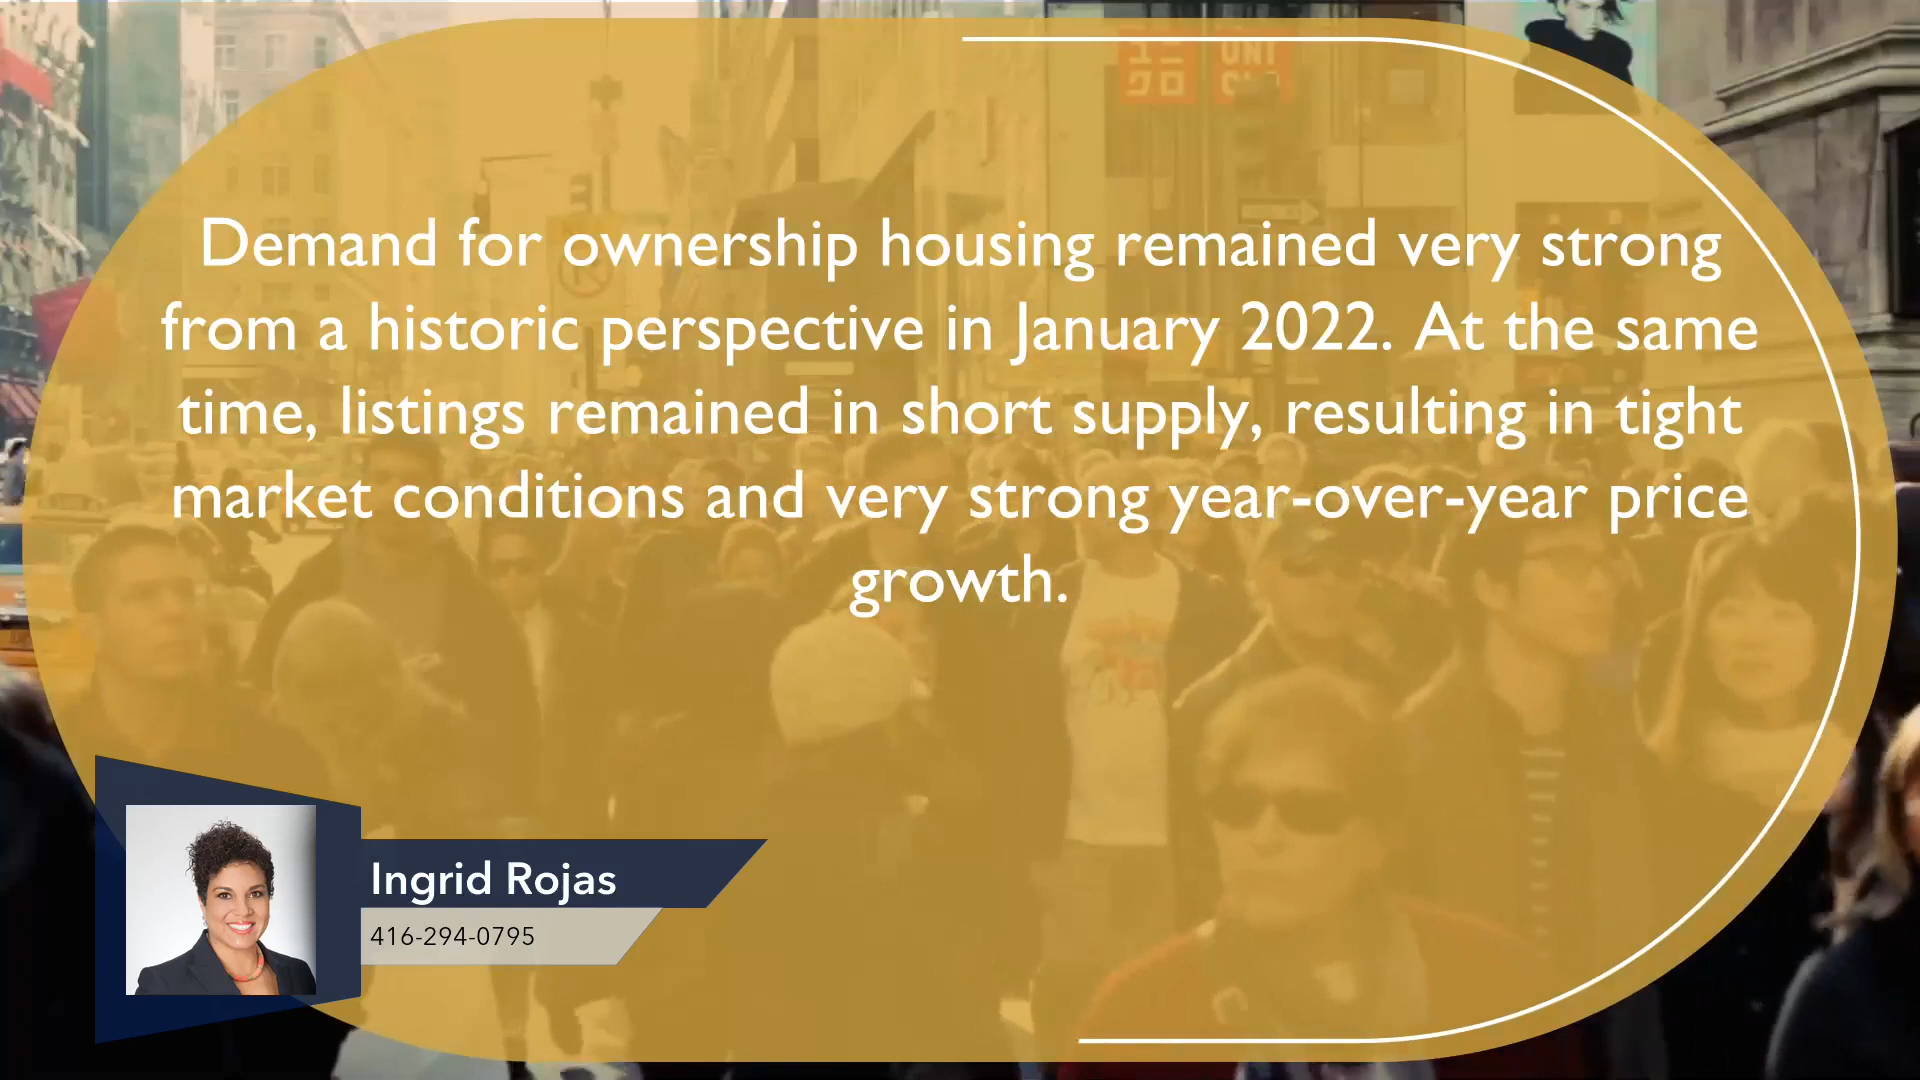 Demand for ownership housing remained very strong
from a historic perspective in January 2022. At the same
time, listings remained in short supply, resulting in tight
market conditions and very strong year-over-year price
growth.
Ingrid Rojas
416-294-0795